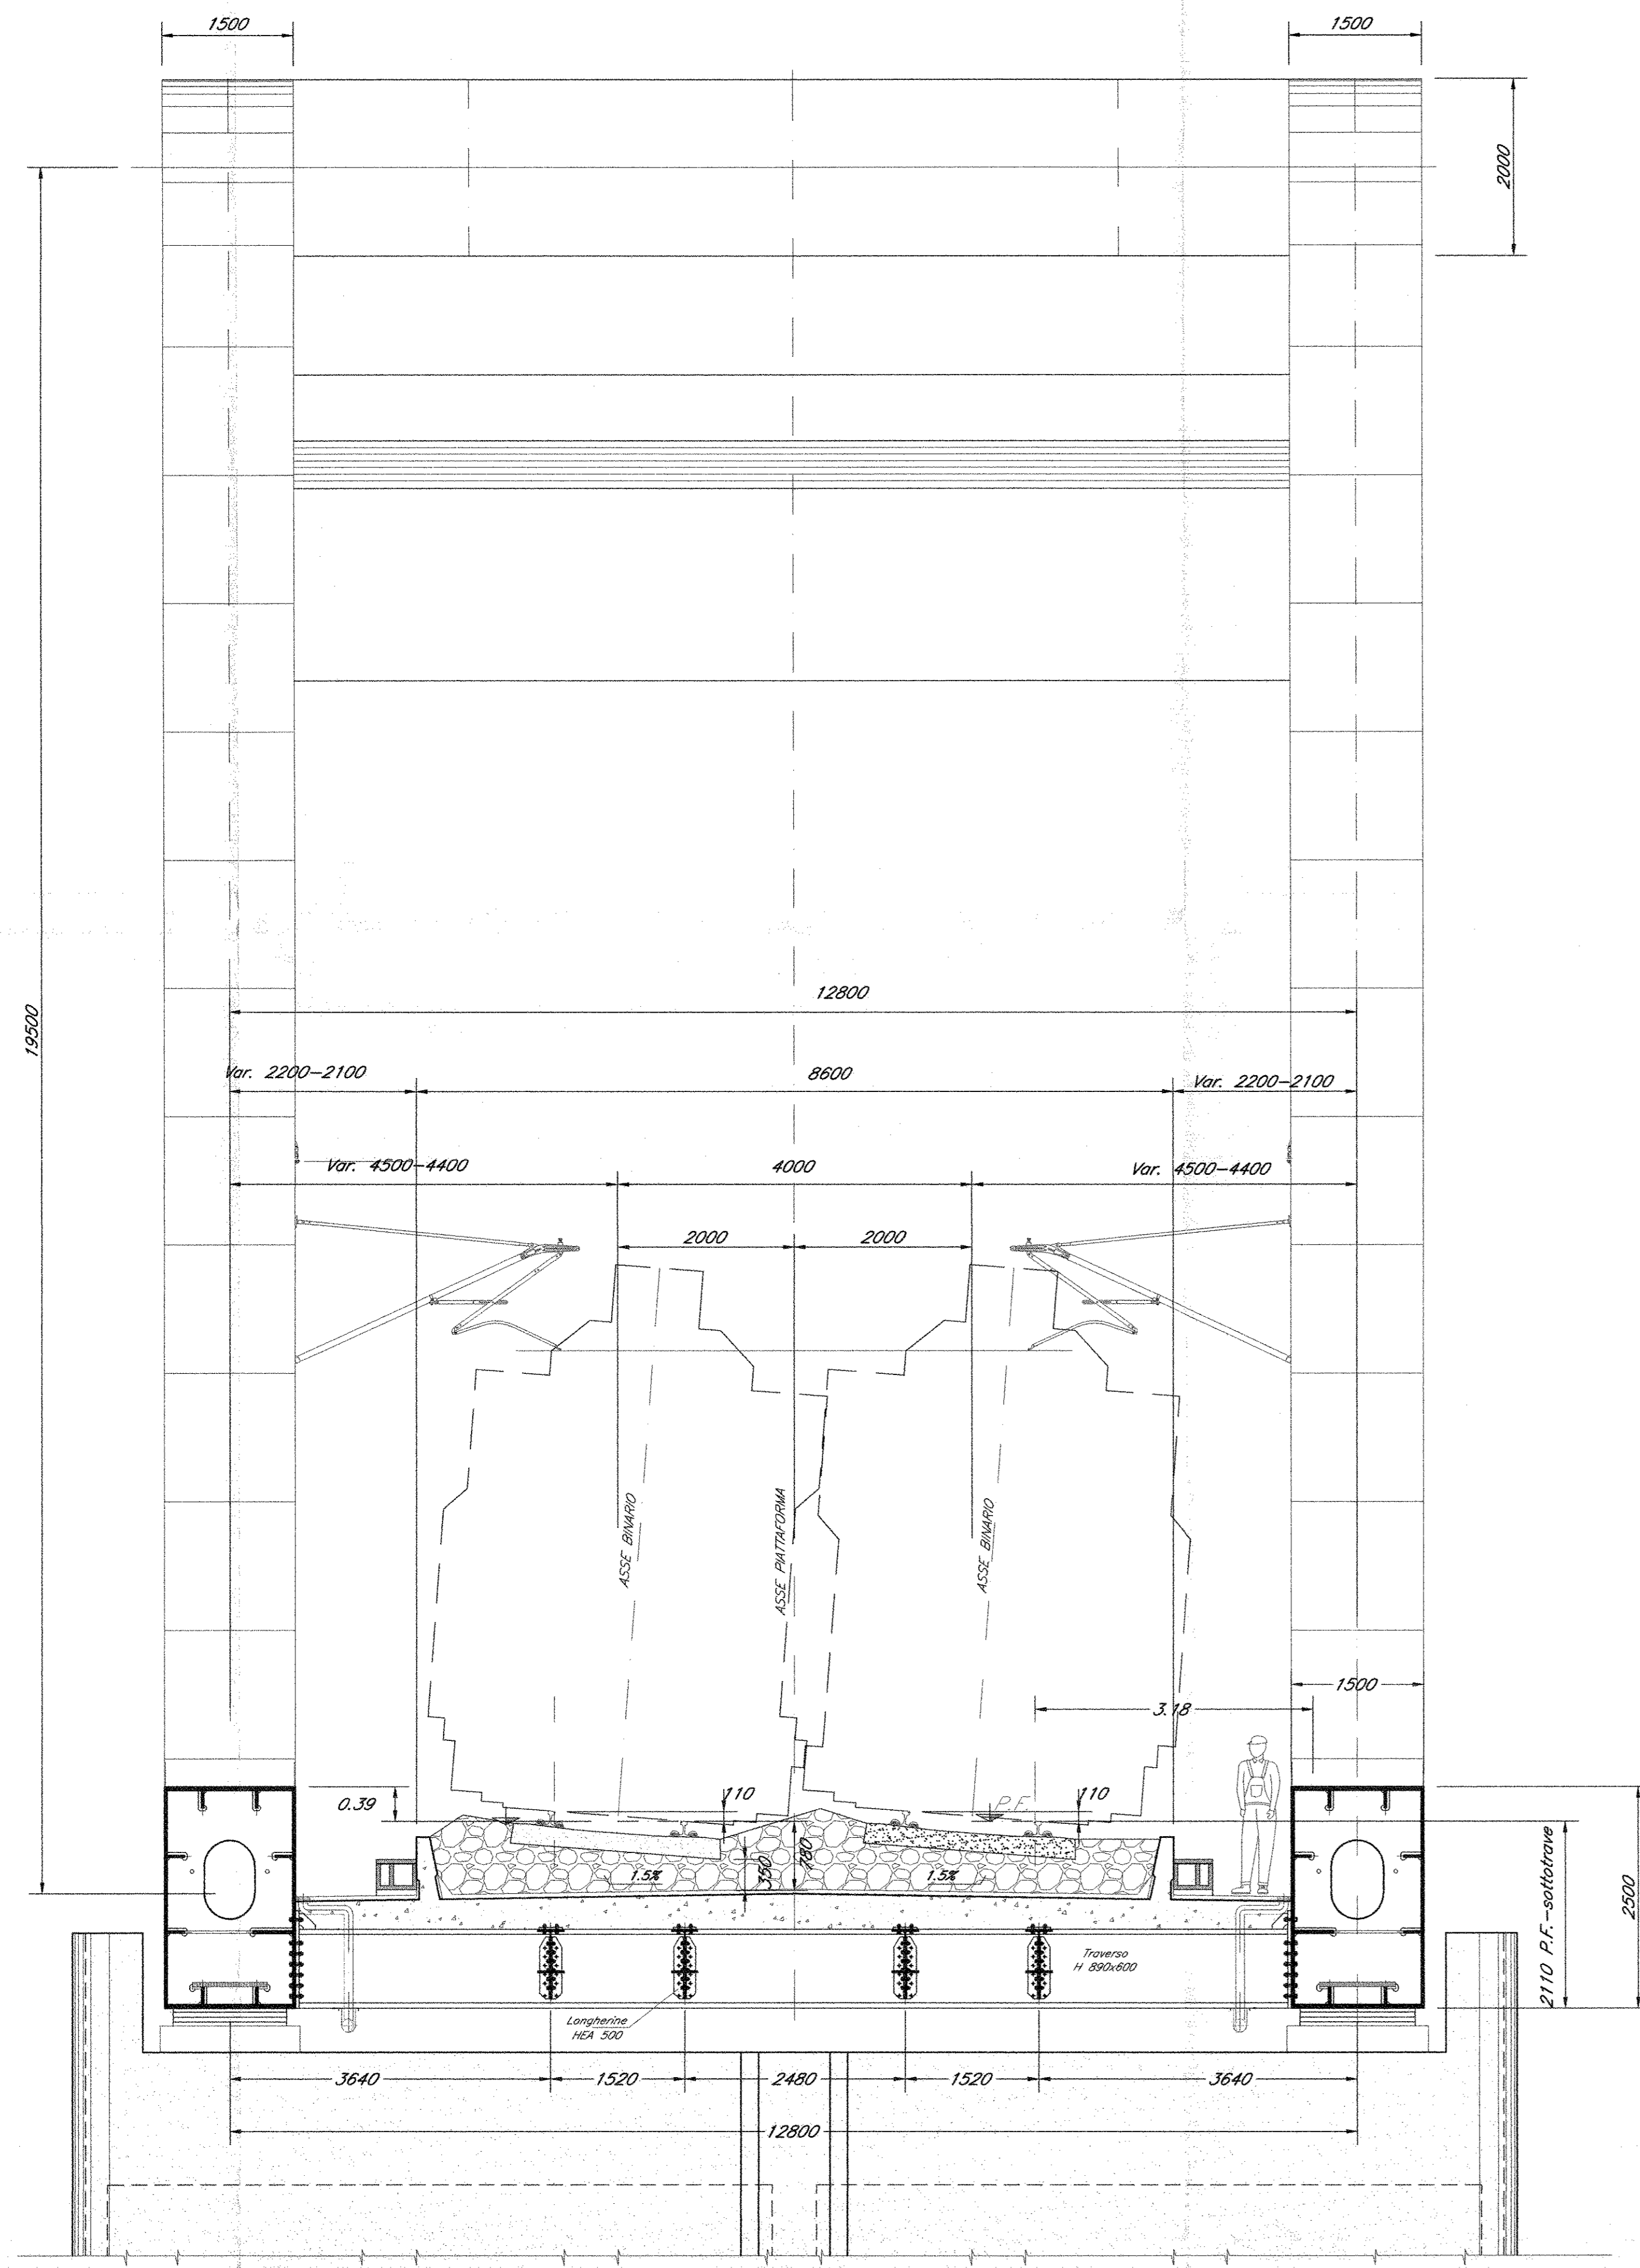 1500
1500
2000
19500
12800
Var. 2200-2100
8600
Var. 2200-2100
Var. 4500-4400
4000
Var. 4500-4400
2000
2000
ASSE BINARIO
ASSE PIATTAFORMA
ASSE BINARIO
1500
3.18
0.39
110
P.F.
110
350
780
1.5%
1.5%
2110 P.F.-sottotrave
2500
Traverso
H 890x600
Longherine
HEA 500
3640
1520
2480
1520
3640
12800